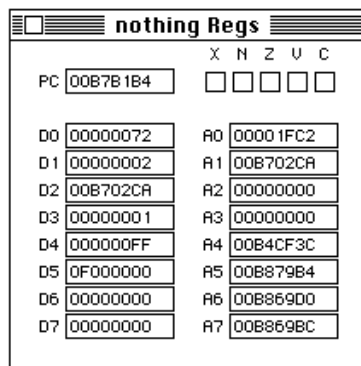 nothing Regs
X N Z V C
PC 00B7B1B4
D0 00000072 A0 00001FC2
D1 00000002 A1 00B702CA
D2 00B702CA A2 00000000
D3 00000001 A3 00000000
D4 000000FF A4 00B4CF3C
D5 0F000000 A5 00B879B4
D6 00000000 A6 00B869D0
D7 00000000 A7 00B869BC